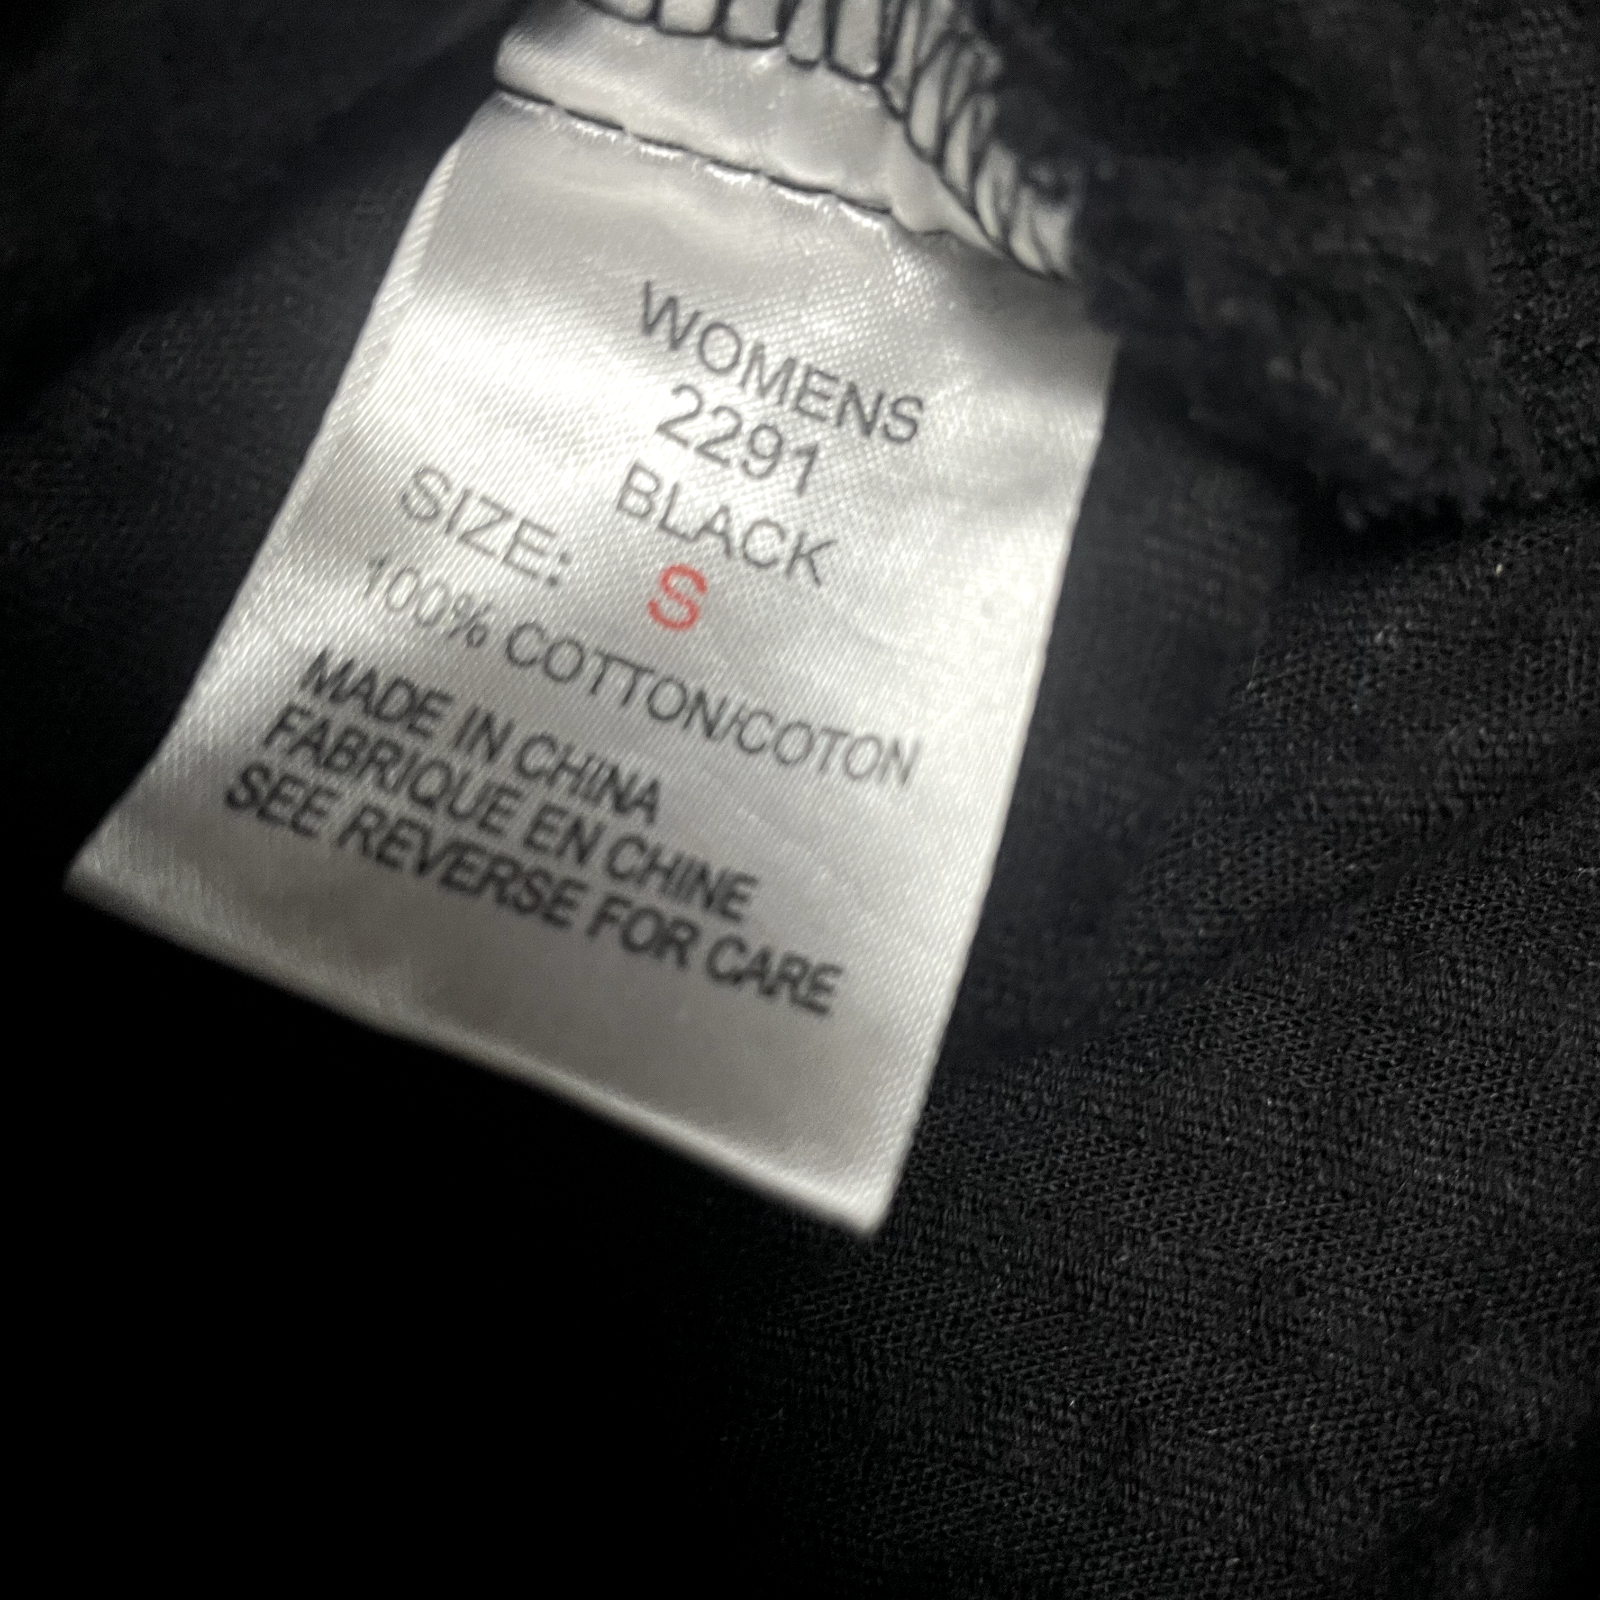 WOMENS
2291
BLACK
SIZE: S
100% COTTON/COTON
MADE IN CHINA
FABRIQUE EN CHINE
SEE REVERSE FOR CARE